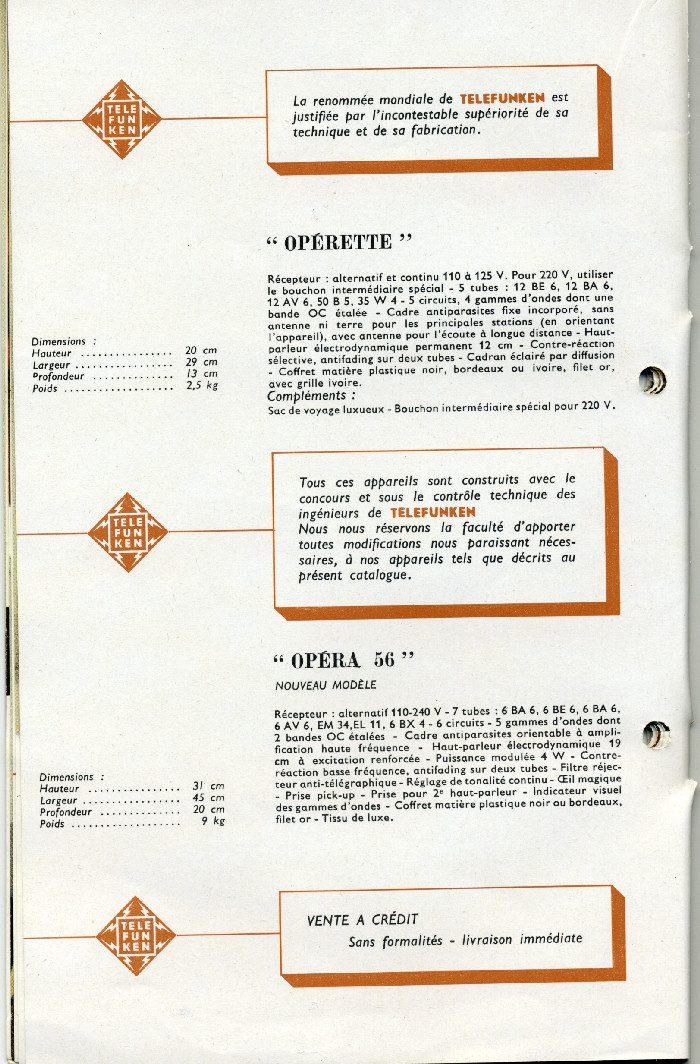 TELE
FUN
KEN
La renommée mondiale de TELEFUNKEN est
justifiée par l'incontestable supériorité de sa
technique et de sa fabrication.
“ OPÉRETTE ”
Récepteur : alternatif et continu 110 à 125 V. Pour 220 V, utiliser
le bouchon intermédiaire spécial - 5 tubes : 12 BE 6, 12 BA 6,
12 AV 6, 50 B 5, 35 W 4 - 5 circuits, 4 gammes d'ondes dont une
bande OC étalée - Cadre antiparasites fixe incorporé, sans
antenne ni terre pour les principales stations (en orientant
l'appareil), avec antenne pour l'écoute à longue distance - Haut-
parleur électrodynamique permanent 12 cm - Contre-réaction
sélective, antifading sur deux tubes - Cadran éclairé par diffusion
- Coffret matière plastique noir, bordeaux ou ivoire, filet or,
avec grille ivoire.
Compléments :
Sac de voyage luxueux - Bouchon intermédiaire spécial pour 220 V.
Dimensions :
Hauteur ................ 20 cm
Largeur ................. 29 cm
Profondeur .............. 13 cm
Poids ................... 2,5 kg
TELE
FUN
KEN
Tous ces appareils sont construits avec le
concours et sous le contrôle technique des
ingénieurs de TELEFUNKEN
Nous nous réservons la faculté d'apporter
toutes modifications nous paraissant néces-
saires, à nos appareils tels que décrits au
présent catalogue.
“ OPÉRA 56 ”
NOUVEAU MODÈLE
Récepteur : alternatif 110-240 V - 7 tubes : 6 BA 6, 6 BE 6, 6 BA 6,
6 AV 6, EM 34, EL 11, 6 BX 4 - 6 circuits - 5 gammes d'ondes dont
2 bandes OC étalées - Cadre antiparasites orientable à ampli-
fication haute fréquence - Haut-parleur électrodynamique 19
cm à excitation renforcée - Puissance modulée 4 W - Contre-
réaction basse fréquence, antifading sur deux tubes - Filtre réjec-
teur anti-télégraphique - Réglage de tonalité continu - Œil magique
- Prise pick-up - Prise pour 2e haut-parleur - Indicateur visuel
des gammes d'ondes - Coffret matière plastique noir ou bordeaux,
filet or - Tissu de luxe.
Dimensions :
Hauteur ................ 31 cm
Largeur ................. 45 cm
Profondeur .............. 20 cm
Poids ................... 9 kg
TELE
FUN
KEN
VENTE A CRÉDIT
Sans formalités - livraison immédiate